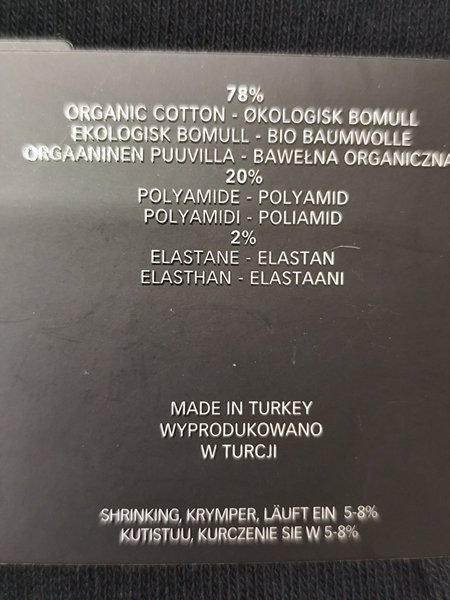 78%
ORGANIC COTTON - ØKOLOGISK BOMULL
EKOLOGISK BOMULL - BIO BAUMWOLLE
ORGAANINEN PUUVILLA - BAWEŁNA ORGANICZNA
20%
POLYAMIDE - POLYAMID
POLYAMIDI - POLIAMID
2%
ELASTANE - ELASTAN
ELASTHAN - ELASTAANI
MADE IN TURKEY
WYPRODUKOWANO
W TURCJI
SHRINKING, KRYMPER, LÄUFT EIN 5-8%
KUTISTUU, KURCZENIE SIE W 5-8%